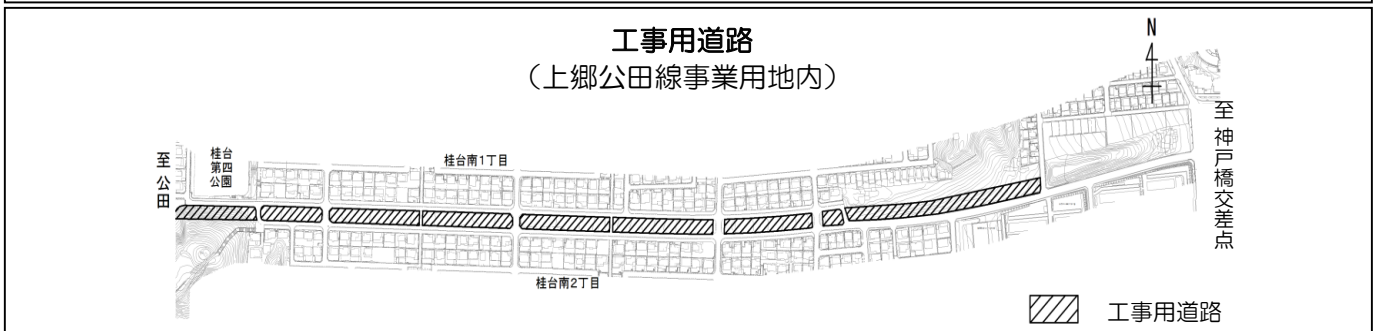 工事用道路
（上郷公田線事業用地内）
N
至 公田
桂台
第四
公園
桂台南1丁目
至 神戸橋交差点
桂台南2丁目
工事用道路